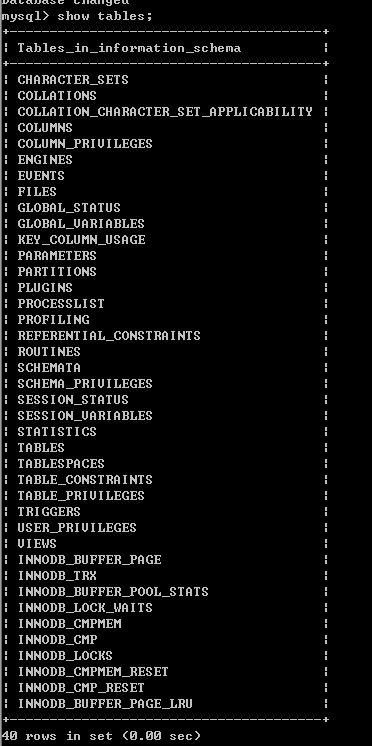 Database changed
mysql> show tables;
+---------------------------------------+
| Tables_in_information_schema |
+---------------------------------------+
| CHARACTER_SETS |
| COLLATIONS |
| COLLATION_CHARACTER_SET_APPLICABILITY |
| COLUMNS |
| COLUMN_PRIVILEGES |
| ENGINES |
| EVENTS |
| FILES |
| GLOBAL_STATUS |
| GLOBAL_VARIABLES |
| KEY_COLUMN_USAGE |
| PARAMETERS |
| PARTITIONS |
| PLUGINS |
| PROCESSLIST |
| PROFILING |
| REFERENTIAL_CONSTRAINTS |
| ROUTINES |
| SCHEMATA |
| SCHEMA_PRIVILEGES |
| SESSION_STATUS |
| SESSION_VARIABLES |
| STATISTICS |
| TABLES |
| TABLESPACES |
| TABLE_CONSTRAINTS |
| TABLE_PRIVILEGES |
| TRIGGERS |
| USER_PRIVILEGES |
| VIEWS |
| INNODB_BUFFER_PAGE |
| INNODB_TRX |
| INNODB_BUFFER_POOL_STATS |
| INNODB_LOCK_WAITS |
| INNODB_CMPMEM |
| INNODB_CMP |
| INNODB_LOCKS |
| INNODB_CMPMEM_RESET |
| INNODB_CMP_RESET |
| INNODB_BUFFER_PAGE_LRU |
+---------------------------------------+
40 rows in set (0.00 sec)